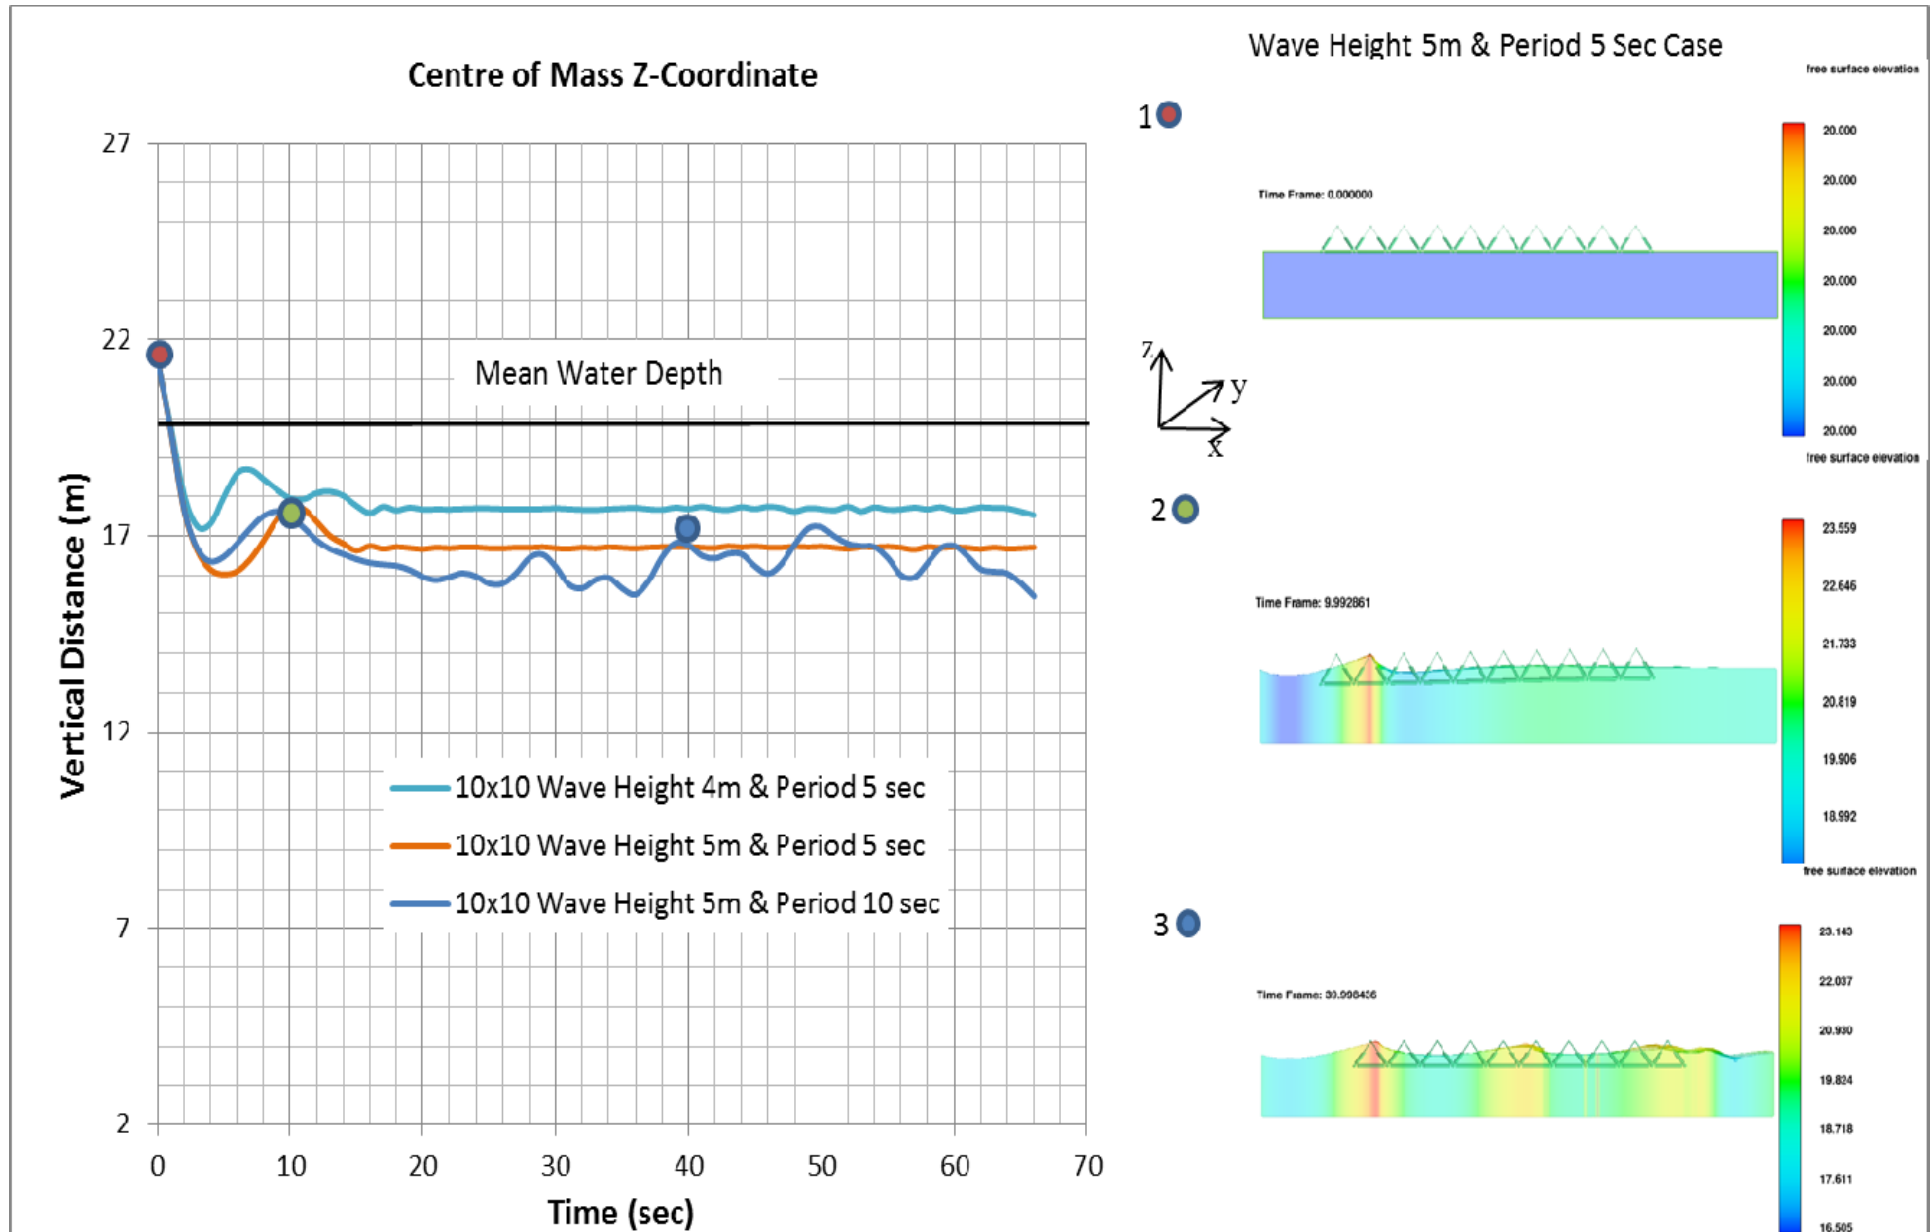 Centre of Mass Z-Coordinate
27
22
17
12
7
2
Vertical Distance (m)
Mean Water Depth
10x10 Wave Height 4m & Period 5 sec
10x10 Wave Height 5m & Period 5 sec
10x10 Wave Height 5m & Period 10 sec
0 10 20 30 40 50 60 70
Time (sec)
Wave Height 5m & Period 5 Sec Case
1
free surface elevation
Time Frame: 0.000000
20.000
20.000
20.000
20.000
20.000
20.000
20.000
z
y
x
2
free surface elevation
Time Frame: 9.992861
23.559
22.646
21.733
20.819
19.906
18.992
3
free surface elevation
23.143
22.037
20.930
19.824
18.718
17.611
16.505